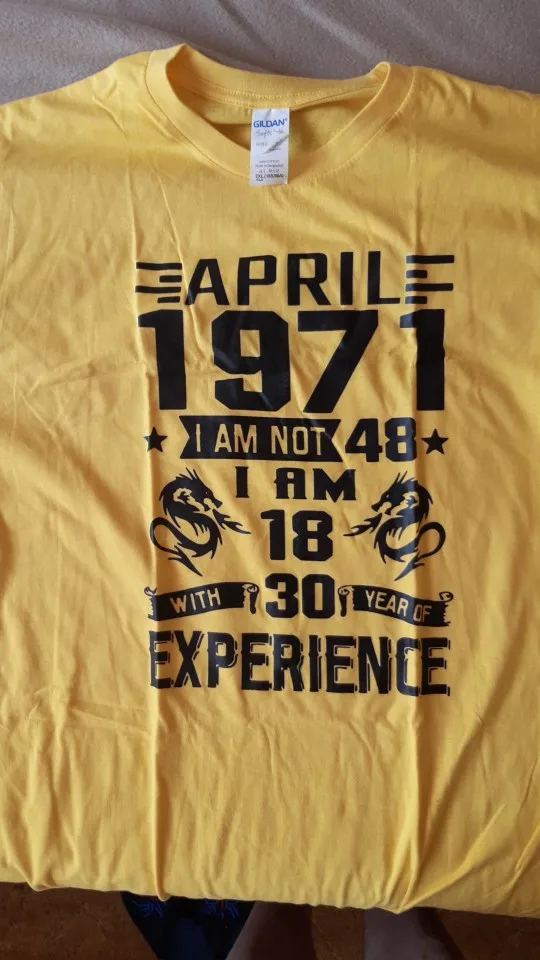 GILDAN®
APRIL
1971
I AM NOT 48
I AM
18
WITH 30 YEAR OF
EXPERIENCE